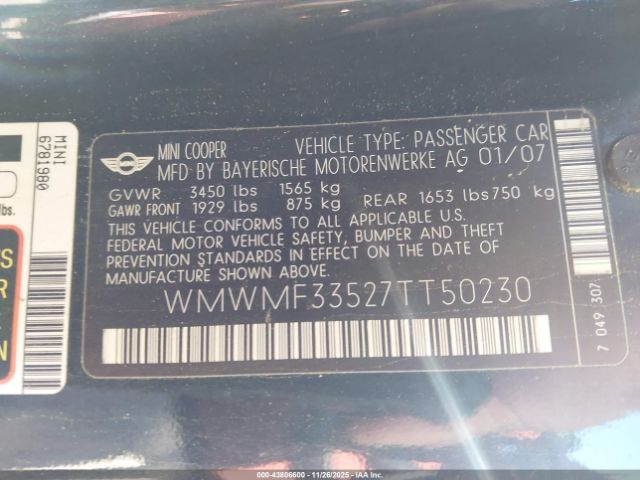 MINI COOPER VEHICLE TYPE: PASSENGER CAR
MFD BY BAYERISCHE MOTORENWERKE AG 01/07
GVWR 3450 lbs 1565 kg
GAWR FRONT 1929 lbs 875 kg REAR 1653 lbs750 kg
THIS VEHICLE CONFORMS TO ALL APPLICABLE U.S.
FEDERAL MOTOR VEHICLE SAFETY, BUMPER AND THEFT
PREVENTION STANDARDS IN EFFECT ON THE DATE OF
MANUFACTURE SHOWN ABOVE.
WMWMF33527TT50230
7 049 307
MINI
6781980
lbs.
000-43806600 - 11/26/2025 - IAAI.COM